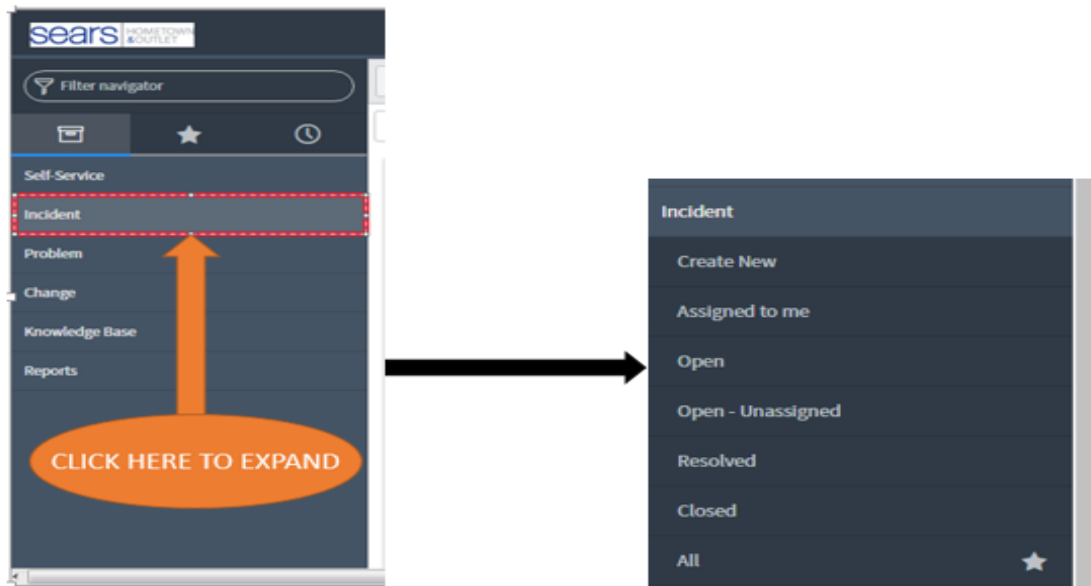 sears HOMETOWN
&OUTLET
Filter navigator
Self-Service
Incident
Problem
Change
Knowledge Base
Reports
CLICK HERE TO EXPAND
Incident
Create New
Assigned to me
Open
Open - Unassigned
Resolved
Closed
All